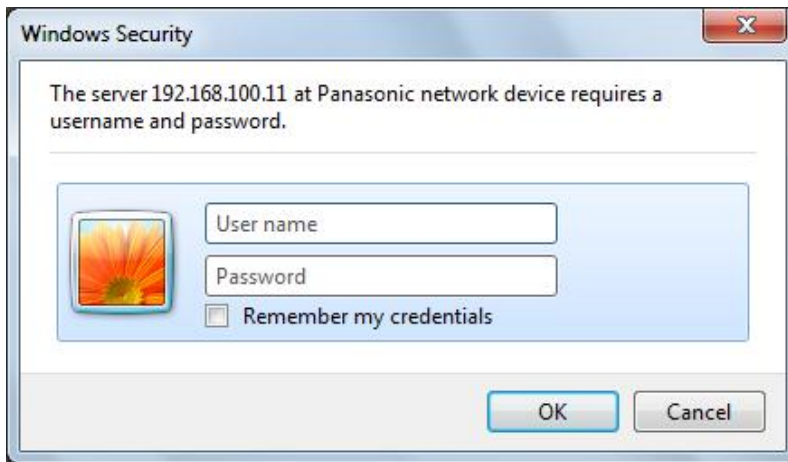 Windows Security
The server 192.168.100.11 at Panasonic network device requires a
username and password.
User name
Password
Remember my credentials
OK
Cancel